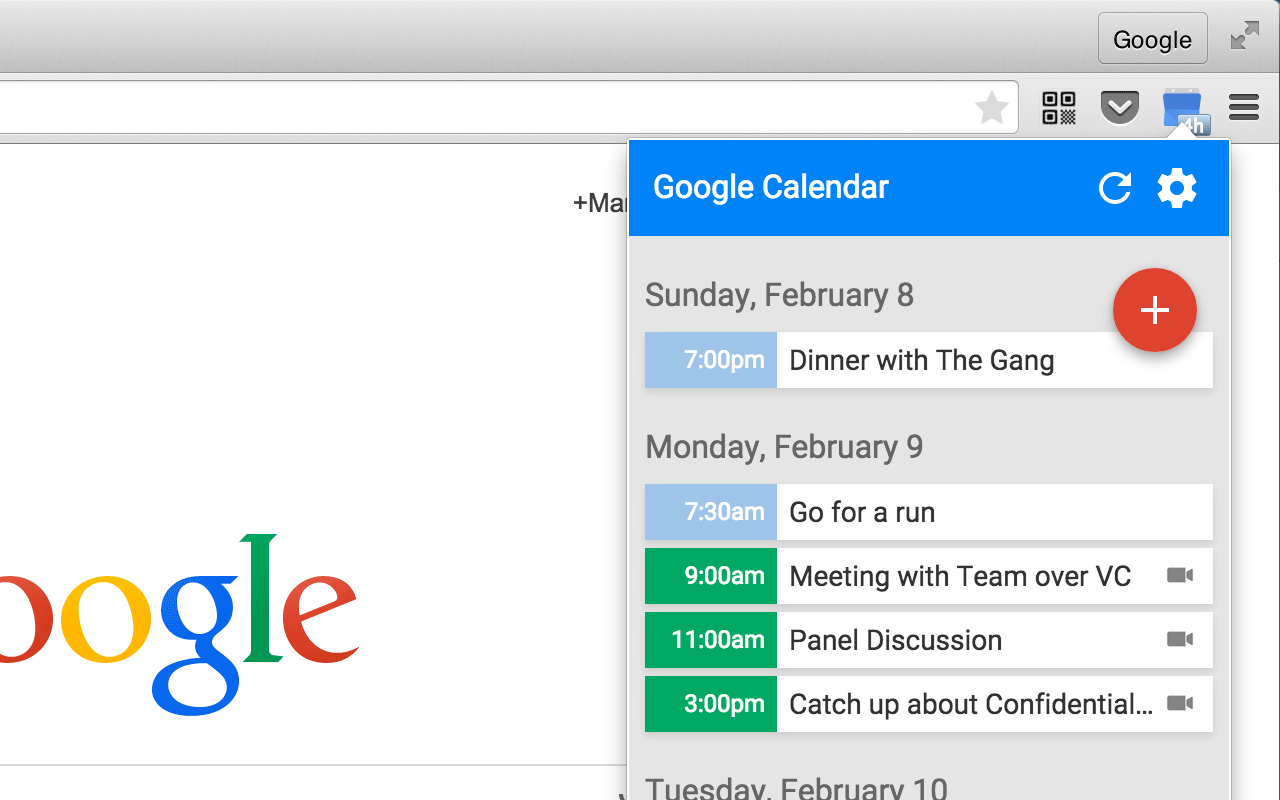 Google
4h
Google Calendar
Sunday, February 8
7:00pm Dinner with The Gang
Monday, February 9
7:30am Go for a run
9:00am Meeting with Team over VC
11:00am Panel Discussion
3:00pm Catch up about Confidential...
Tuesday, February 10
oogle